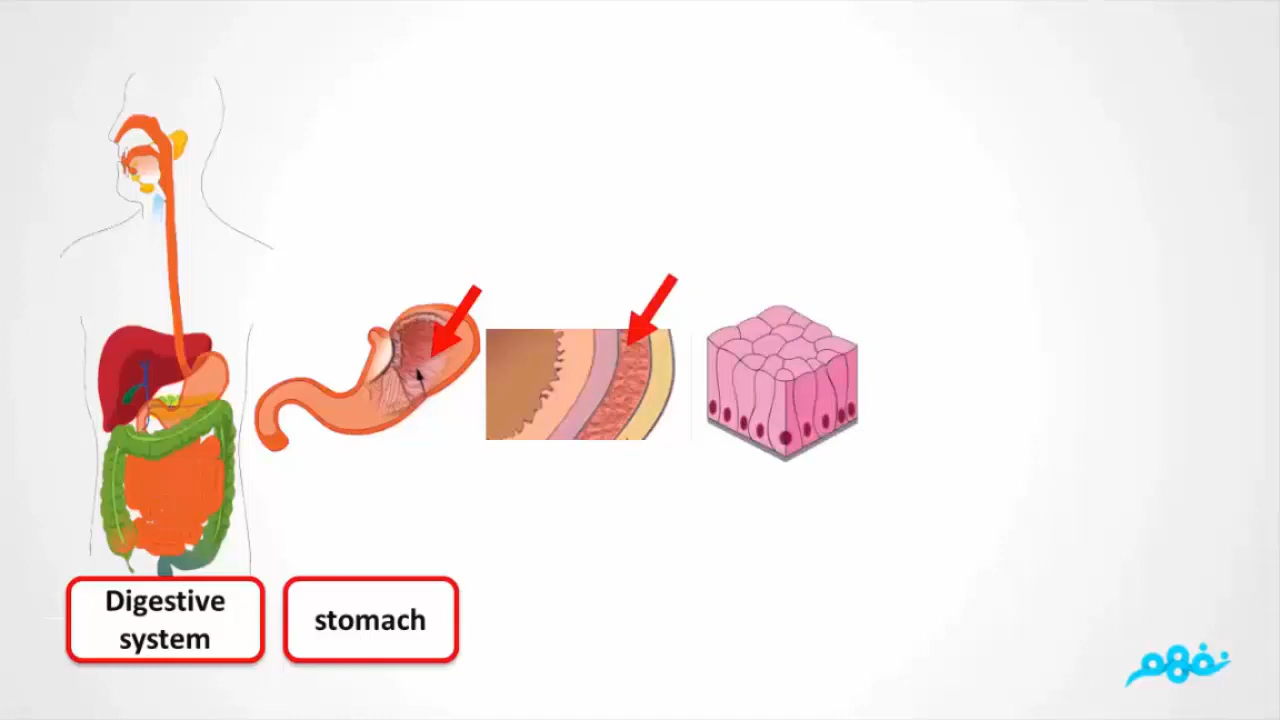 Digestive
system
stomach
نفهم